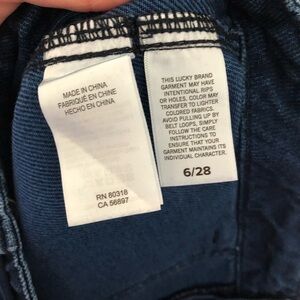 MADE IN CHINA
FABRIQUÉ EN CHINE
HECHO EN CHINA
RN 80318
CA 56897
THIS LUCKY BRAND
GARMENT MAY HAVE
INTENTIONAL RIPS
OR HOLES. COLOR MAY
TRANSFER TO LIGHTER
COLORED FABRICS.
AVOID PULLING UP BY
BELT LOOPS. SIMPLY
FOLLOW THE CARE
INSTRUCTIONS TO
ENSURE THAT YOUR
GARMENT MAINTAINS ITS
INDIVIDUAL CHARACTER.
6/28